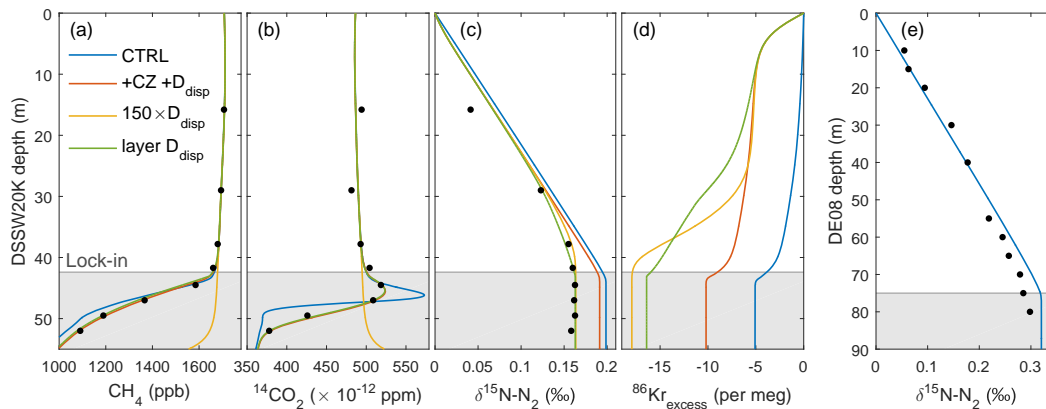 (a)
(b)
(c)
(d)
(e)
CTRL
+CZ +D_disp
150×D_disp
layer D_disp
Lock-in
DSSW20K depth (m)
0
10
20
30
40
50
1000 1600 350
CH₄ (ppb)
400 450 500 550
¹⁴CO₂ (× 10⁻¹² ppm)
0 0.05 0.1 0.15 0.2
δ¹⁵N-N₂ (‰)
-15 -10 -5 0
⁸⁶Kr_excess (per meg)
DE08 depth (m)
0
10
20
30
40
50
60
70
80
90
0 0.1 0.2 0.3
δ¹⁵N-N₂ (‰)